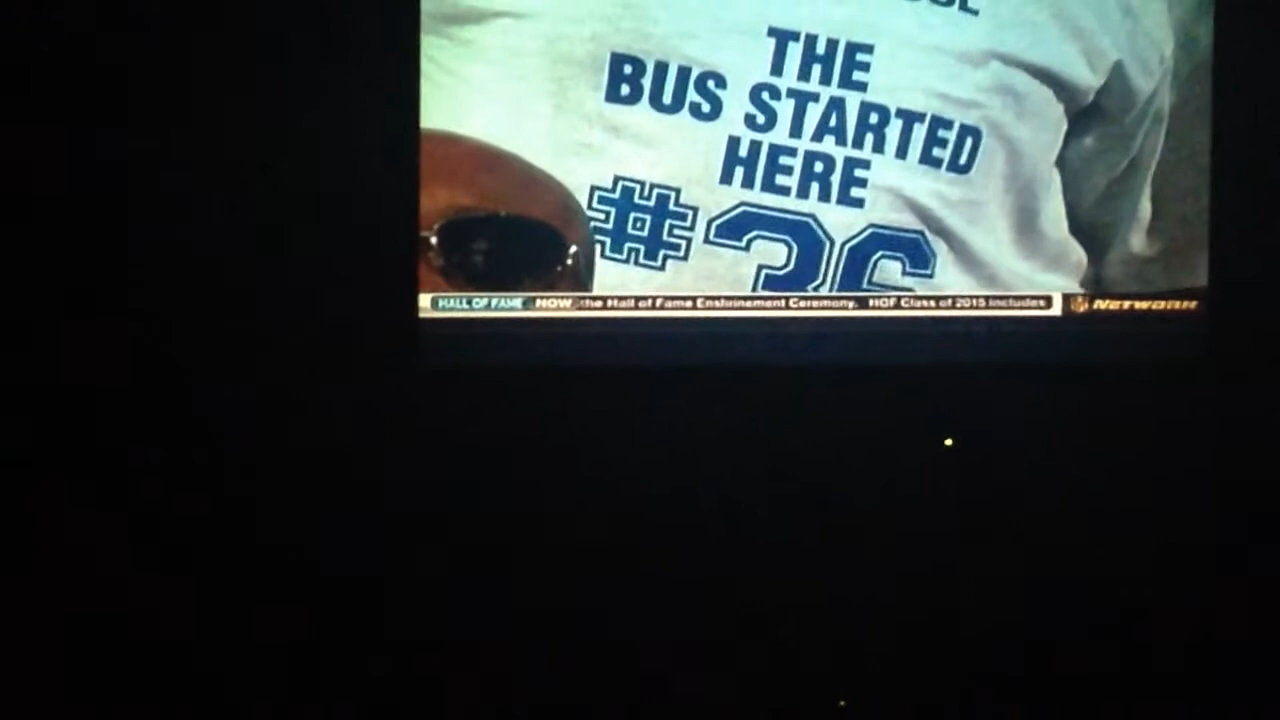 THE
BUS STARTED
HERE
#36
HALL OF FAME NOW the Hall of Fame Enshrinement Ceremony. HOF Class of 2015 includes NFL NETWORK